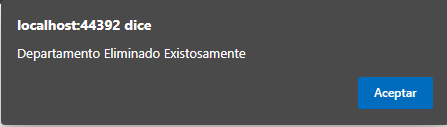 localhost:44392 dice
Departamento Eliminado Existosamente
Aceptar